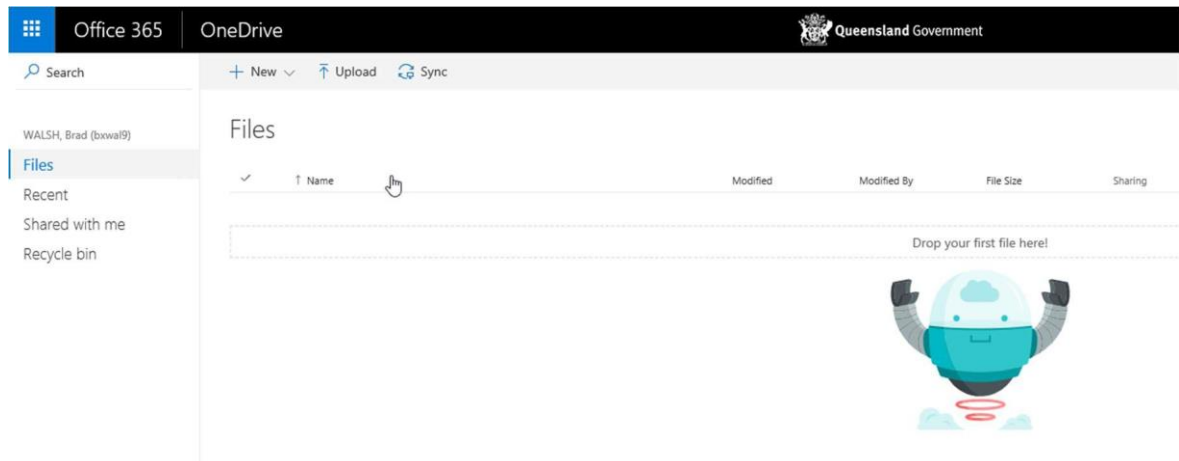 Office 365 OneDrive Queensland Government
Search + New Upload Sync
WALSH, Brad (bxwal9)
Files
Files
Recent
Shared with me
Recycle bin
↑ Name Modified Modified By File Size Sharing
Drop your first file here!